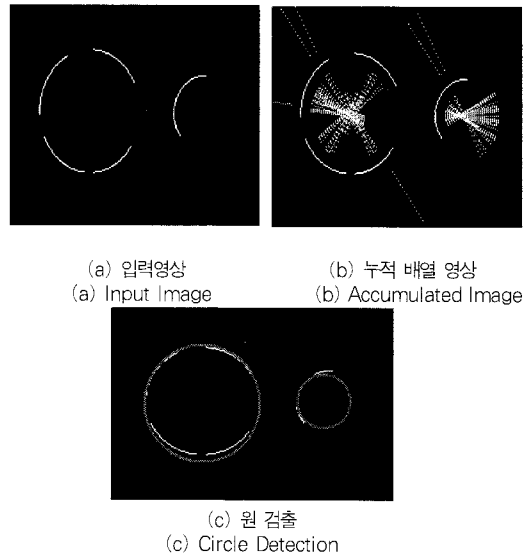 (a) 입력영상
(a) Input Image
(b) 누적 배열 영상
(b) Accumulated Image
(c) 원 검출
(c) Circle Detection